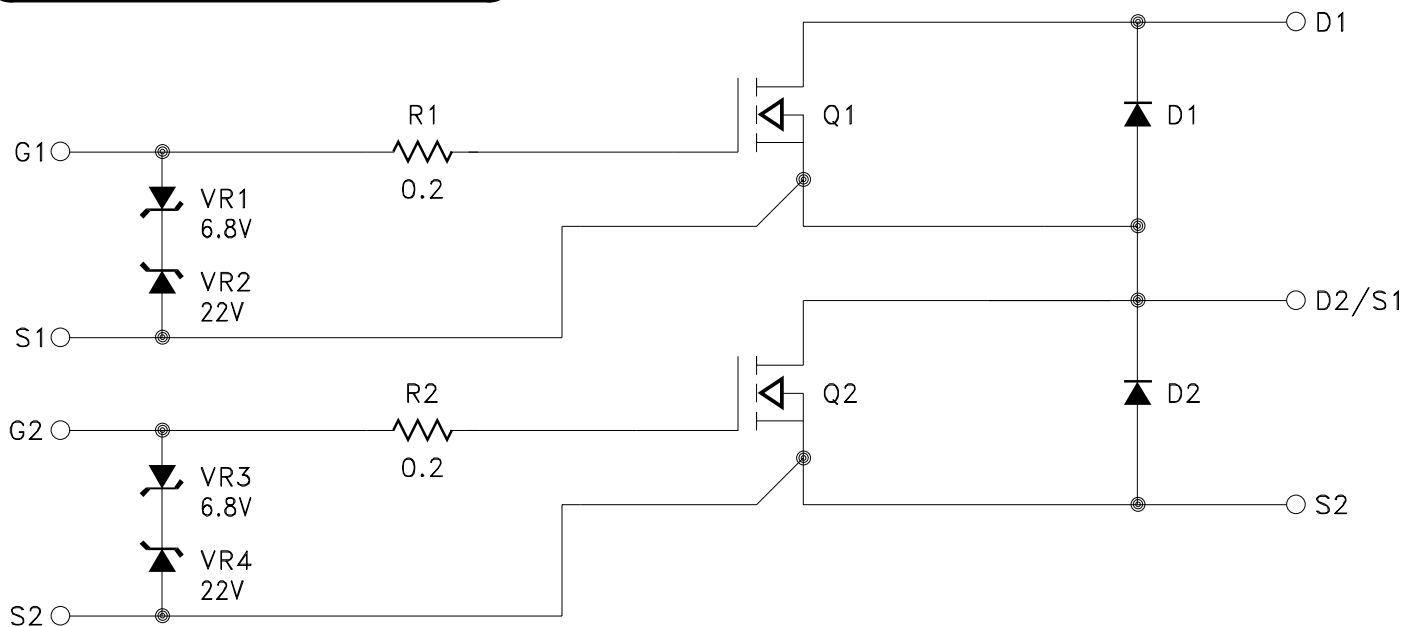 D1
R1
Q1
D1
G1
0.2
VR1
6.8V
VR2
22V
D2/S1
S1
R2
Q2
D2
G2
0.2
VR3
6.8V
S2
VR4
22V
S2